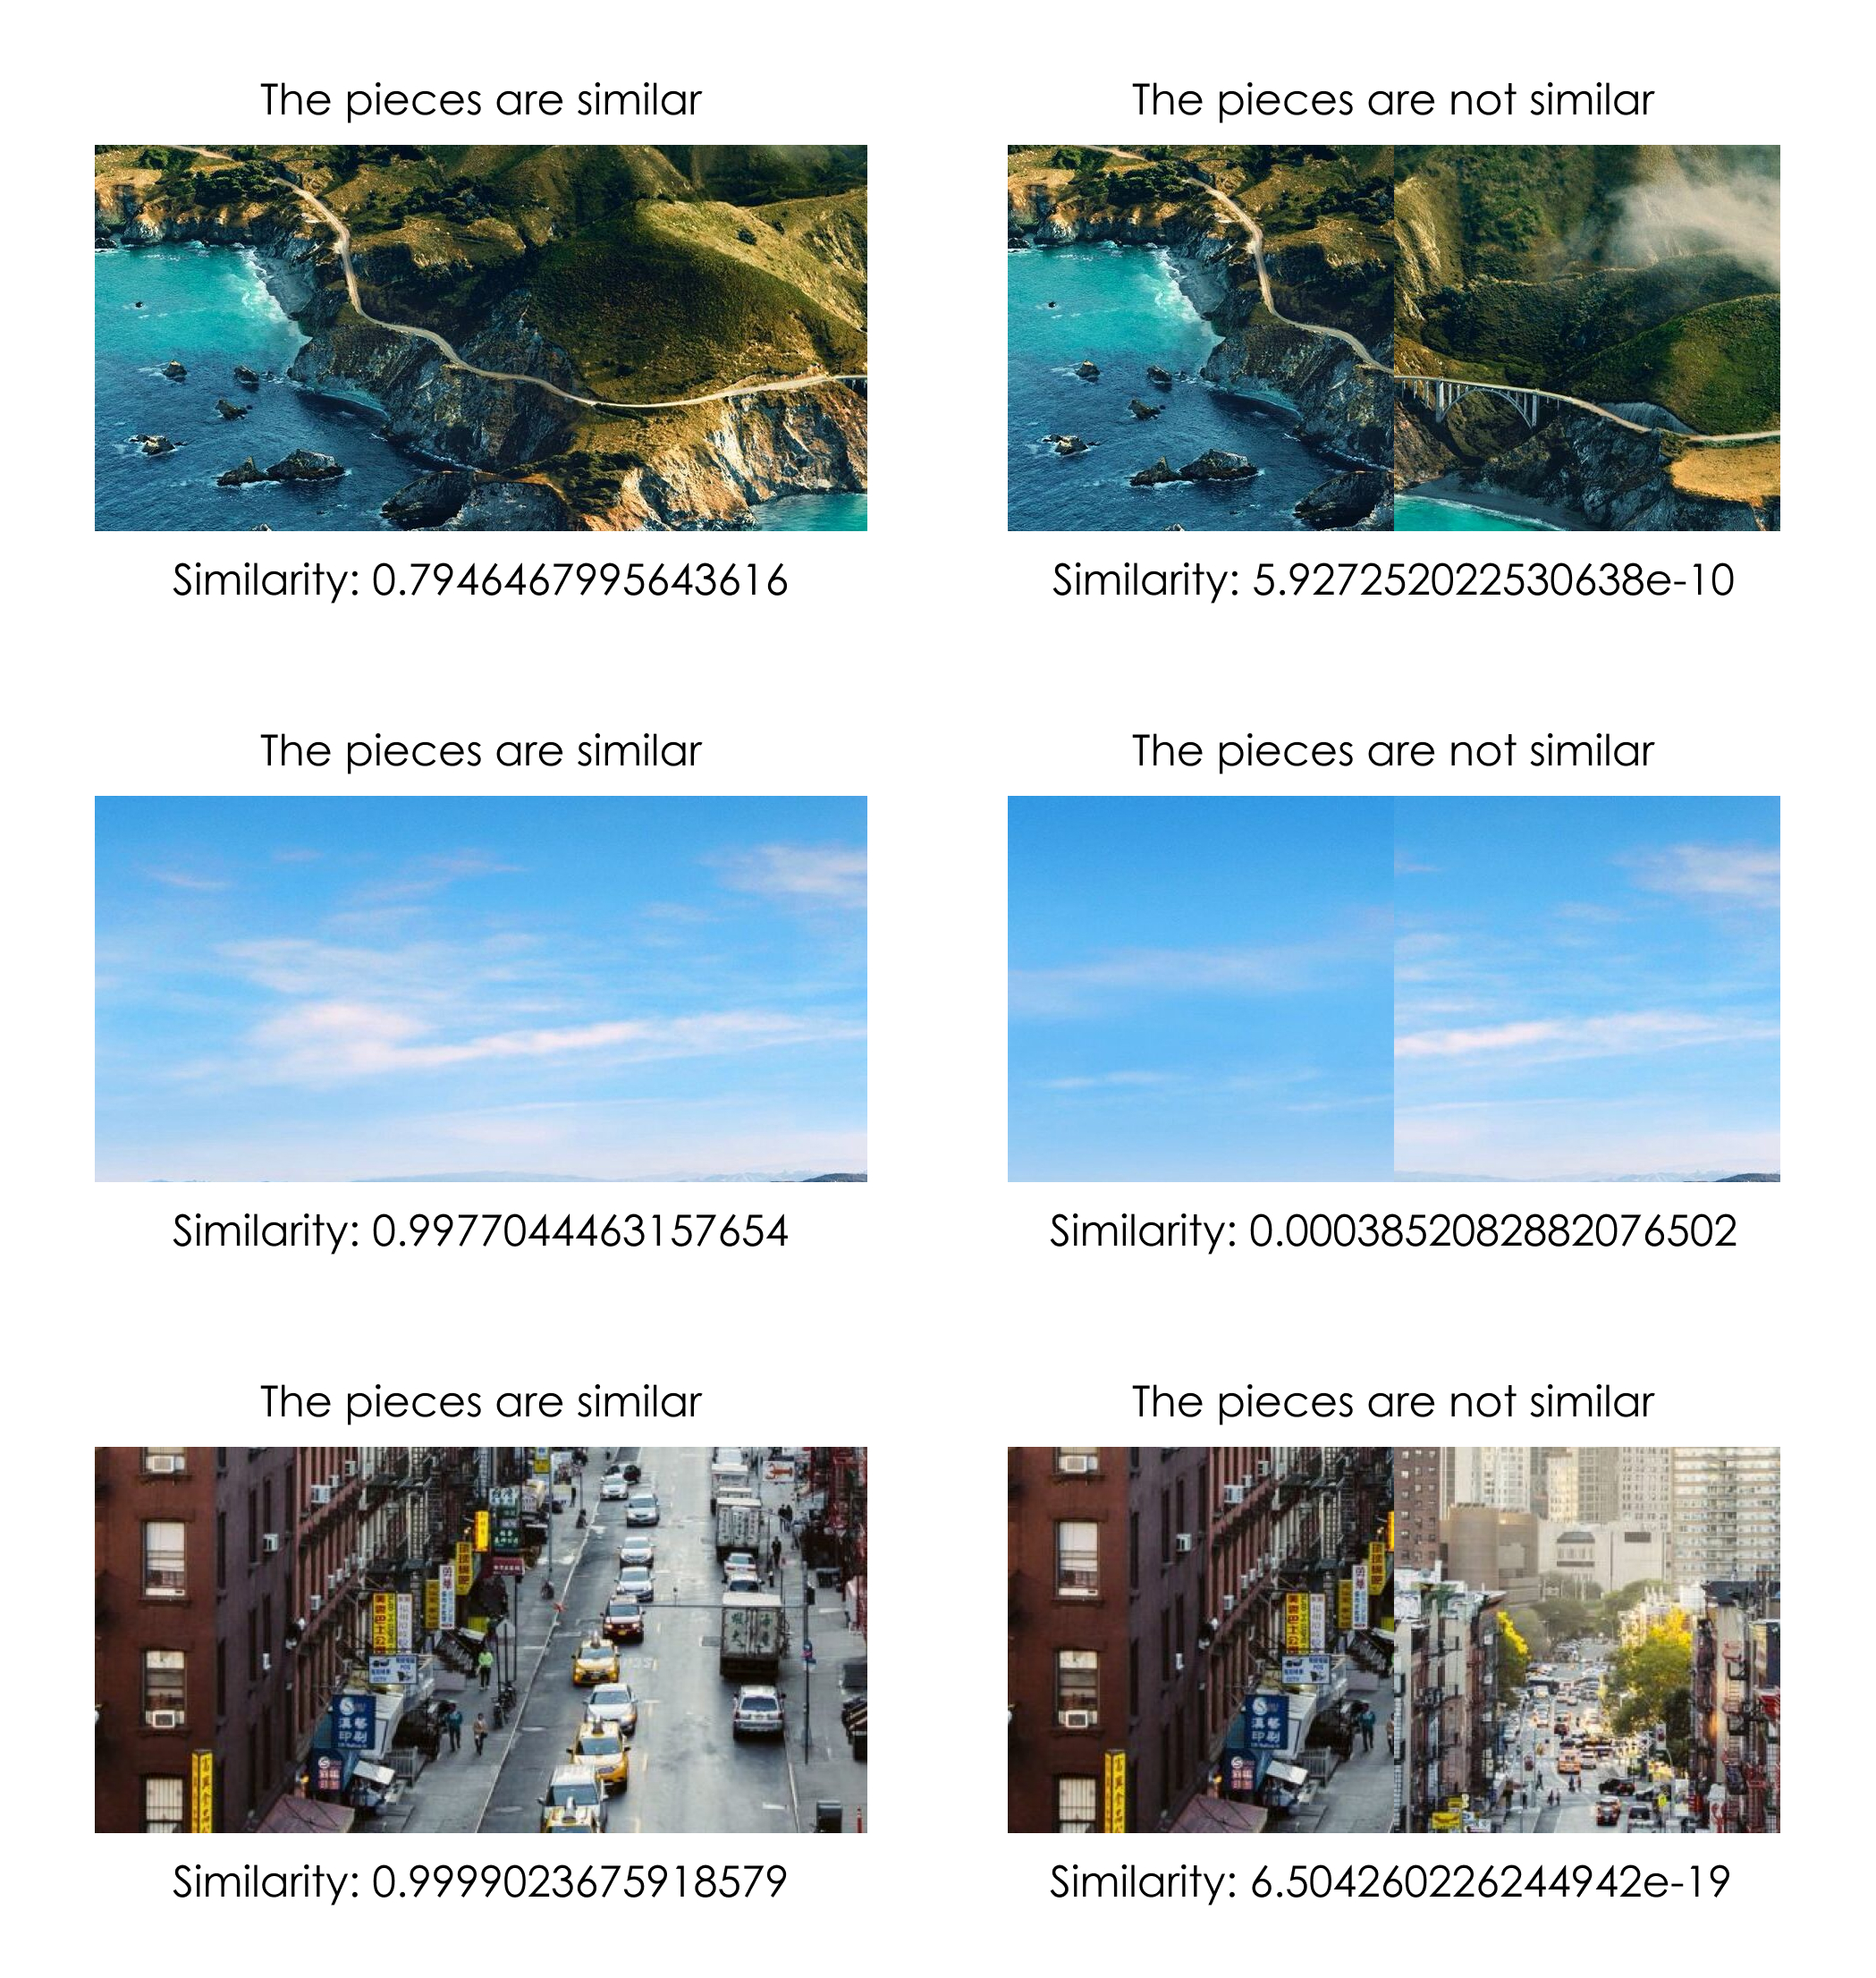 The pieces are similar
The pieces are not similar
Similarity: 0.7946467995643616
Similarity: 5.927252022530638e-10
The pieces are similar
The pieces are not similar
Similarity: 0.9977044463157654
Similarity: 0.0003852082882076502
The pieces are similar
The pieces are not similar
Similarity: 0.9999023675918579
Similarity: 6.504260226244942e-19